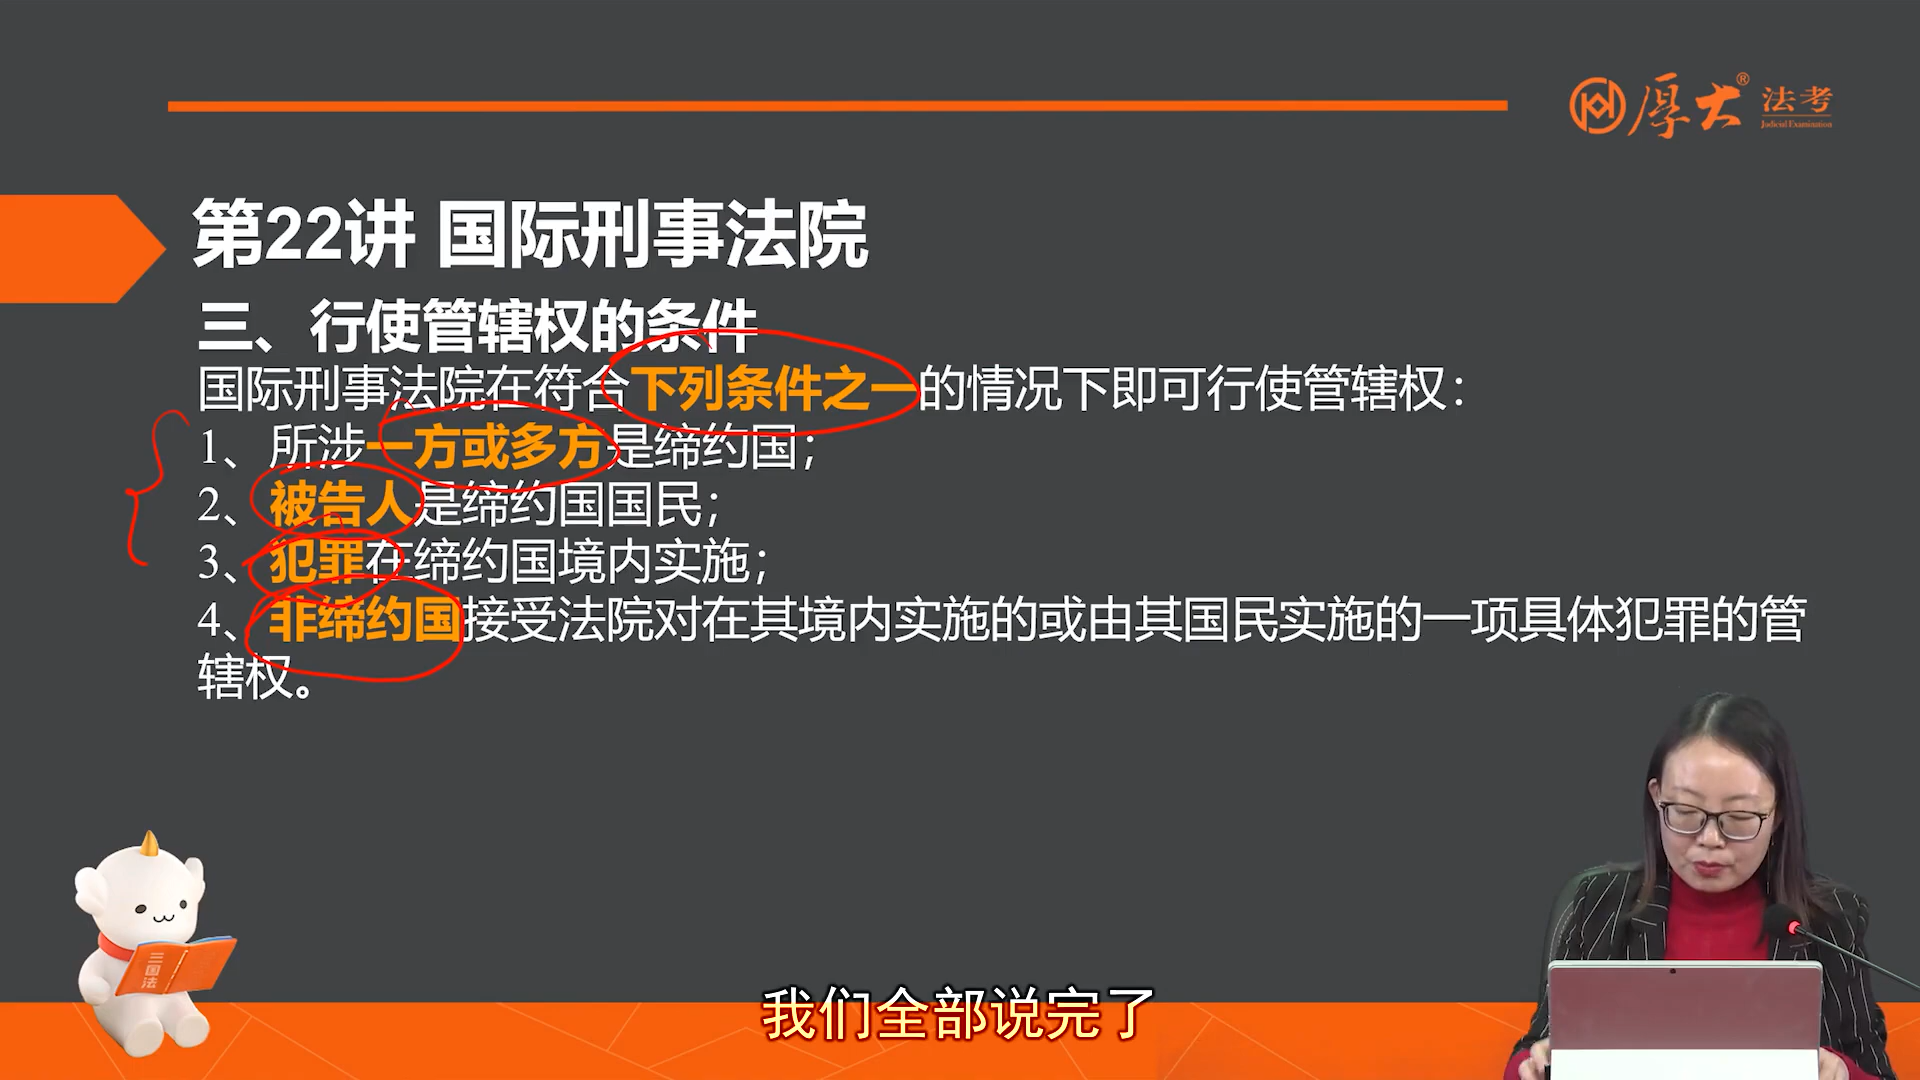 厚大® 法考
Judicial Examination
第22讲 国际刑事法院
三、行使管辖权的条件
国际刑事法院在符合下列条件之一的情况下即可行使管辖权：
1、所涉一方或多方是缔约国；
2、被告人是缔约国国民；
3、犯罪在缔约国境内实施；
4、非缔约国接受法院对在其境内实施的或由其国民实施的一项具体犯罪的管
辖权。
三国法
我们全部说完了